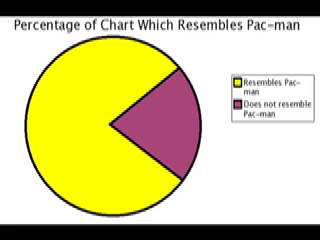 Percentage of Chart Which Resembles Pac-man
Resembles Pac-
man
Does not resemble
Pac-man